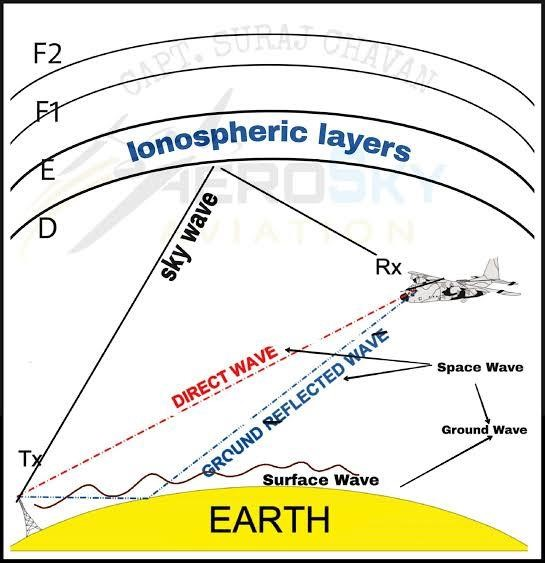 CAPT. SURAJ CHAVAN
F2
F1
Ionospheric layers
E
AEROSKY
D
AVIATION
sky wave
Rx
DIRECT WAVE
GROUND REFLECTED WAVE
Space Wave
Ground Wave
Tx
Surface Wave
EARTH